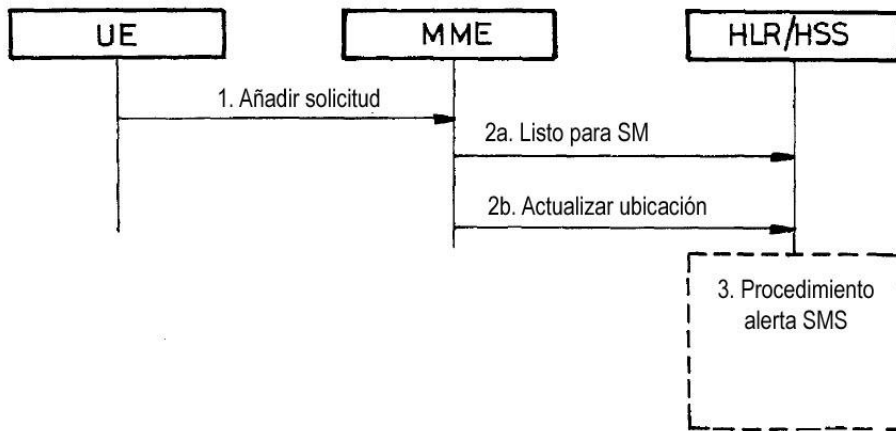 UE
MME
HLR/HSS
1. Añadir solicitud
2a. Listo para SM
2b. Actualizar ubicación
3. Procedimiento
alerta SMS